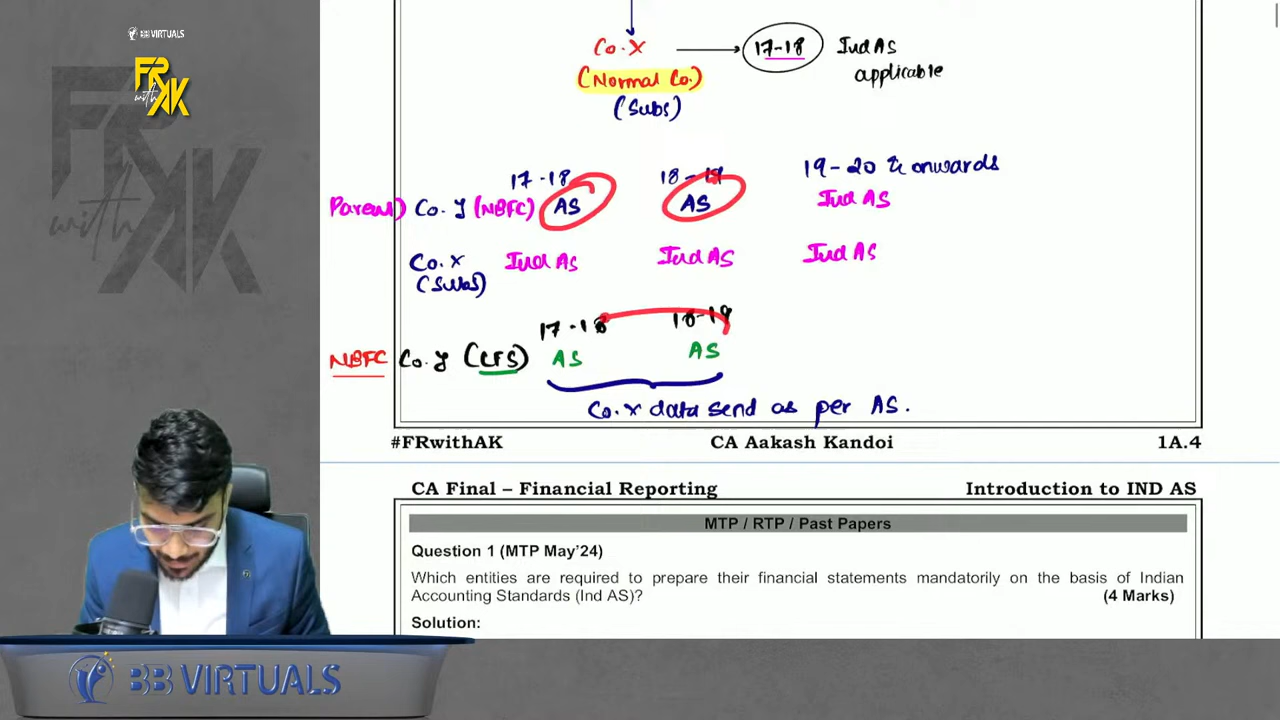 BB VIRTUALS
FR
with
AK
FR
with
AK
Co. X → 17-18 Ind AS
applicable
(Normal Co.)
(Subs)
17-18 18-19 19-20 & onwards
Parent) Co. Y (NBFC) AS AS Ind AS
Co. X Ind AS Ind AS Ind AS
(Subs)
17-18 18-19
NBFC Co. Y (CFS) AS AS
Co. X data send as per AS.
#FRwithAK CA Aakash Kandoi 1A.4
CA Final – Financial Reporting Introduction to IND AS
MTP / RTP / Past Papers
Question 1 (MTP May'24)
Which entities are required to prepare their financial statements mandatorily on the basis of Indian
Accounting Standards (Ind AS)? (4 Marks)
Solution:
BB VIRTUALS